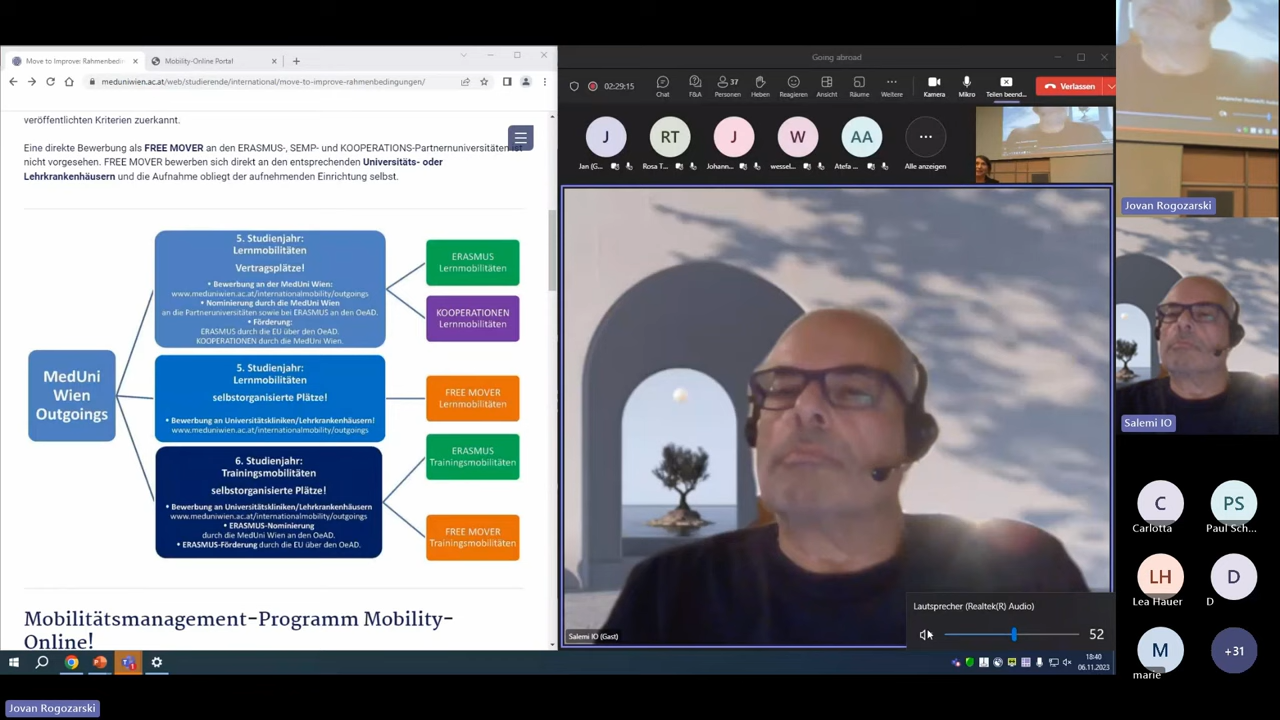 Move to Improve: Rahmenbedin
Mobility-Online Portal
meduniwien.ac.at/web/studierende/international/move-to-improve-rahmenbedingungen/
veröffentlichten Kriterien zuerkannt.
Eine direkte Bewerbung als FREE MOVER an den ERASMUS-, SEMP- und KOOPERATIONS-Partneruniversitäten ist
nicht vorgesehen. FREE MOVER bewerben sich direkt an den entsprechenden Universitäts- oder
Lehrkrankenhäusern und die Aufnahme obliegt der aufnehmenden Einrichtung selbst.
MedUni
Wien
Outgoings
5. Studienjahr:
Lernmobilitäten
Vertragsplätze!
• Bewerbung an der MedUni Wien:
www.meduniwien.ac.at/internationalmobility/outgoings
• Nominierung durch die MedUni Wien
an die Partneruniversitäten sowie bei ERASMUS an den OeAD.
• Förderung:
ERASMUS durch die EU über den OeAD.
KOOPERATIONEN durch die MedUni Wien.
ERASMUS
Lernmobilitäten
KOOPERATIONEN
Lernmobilitäten
5. Studienjahr:
Lernmobilitäten
selbstorganisierte Plätze!
• Bewerbung an Universitätskliniken/Lehrkrankenhäusern!
www.meduniwien.ac.at/internationalmobility/outgoings
FREE MOVER
Lernmobilitäten
6. Studienjahr:
Trainingsmobilitäten
selbstorganisierte Plätze!
• Bewerbung an Universitätskliniken/Lehrkrankenhäusern
www.meduniwien.ac.at/internationalmobility/outgoings
• ERASMUS-Nominierung
durch die MedUni Wien an den OeAD.
• ERASMUS-Förderung durch die EU über den OeAD.
ERASMUS
Trainingsmobilitäten
FREE MOVER
Trainingsmobilitäten
Mobilitätsmanagement-Programm Mobility-
Online!
Going abroad
02:29:15
Chat
F&A
37
Personen
Heben
Reagieren
Ansicht
Räume
Weitere
Kamera
Mikro
Teilen beend...
Verlassen
J
RT
J
W
AA
...
Jan (G...
Rosa T...
Johann...
wessel...
Atefa ...
Alle anzeigen
Salemi IO (Gast)
Lautsprecher (Realtek(R) Audio)
52
18:40
06.11.2023
Jovan Rogozarski
Salemi IO
C
PS
Carlotta
Paul Sch...
LH
D
Lea Hauer
D
M
+31
marie
Jovan Rogozarski